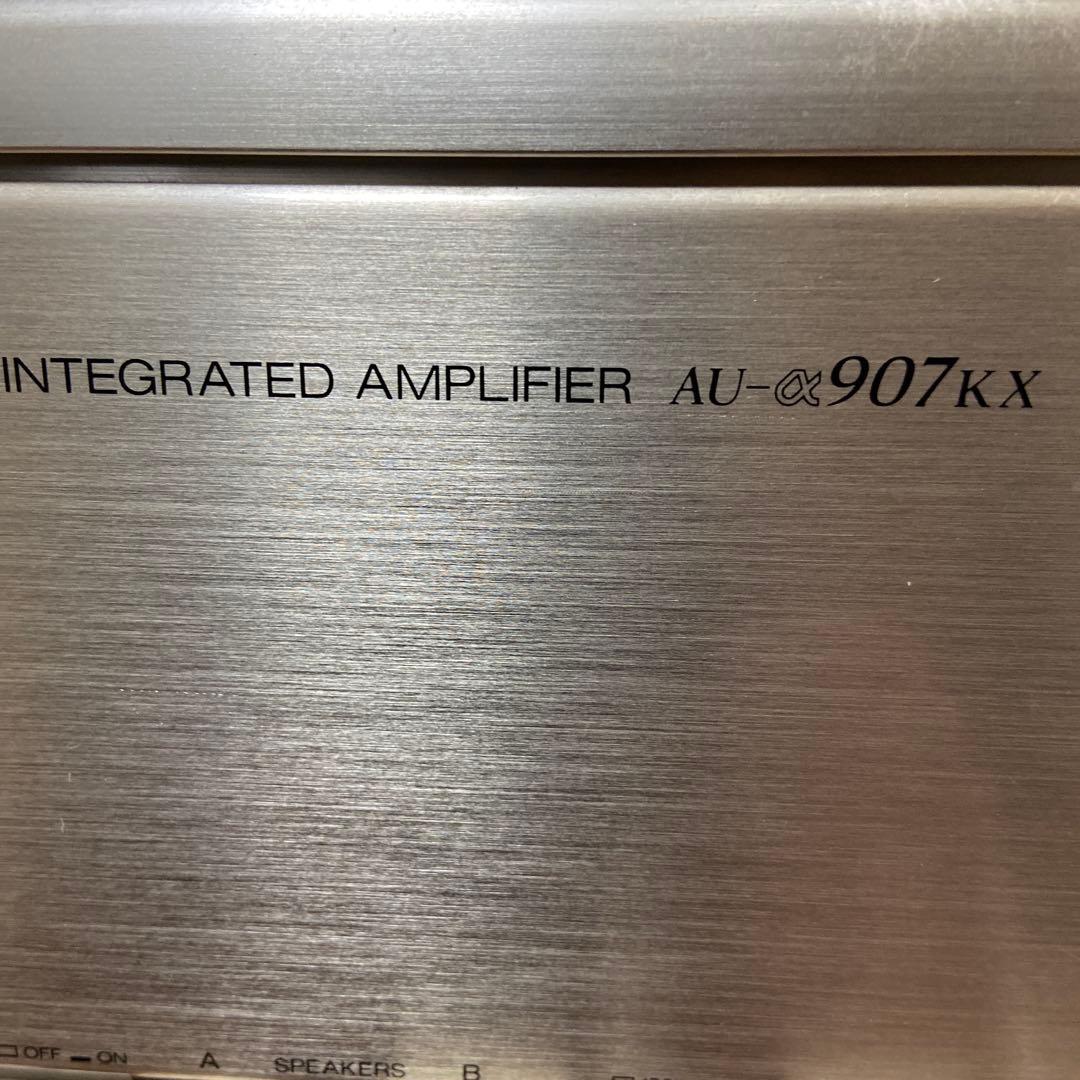 INTEGRATED AMPLIFIER AU-α907KX
OFF ON A SPEAKERS B